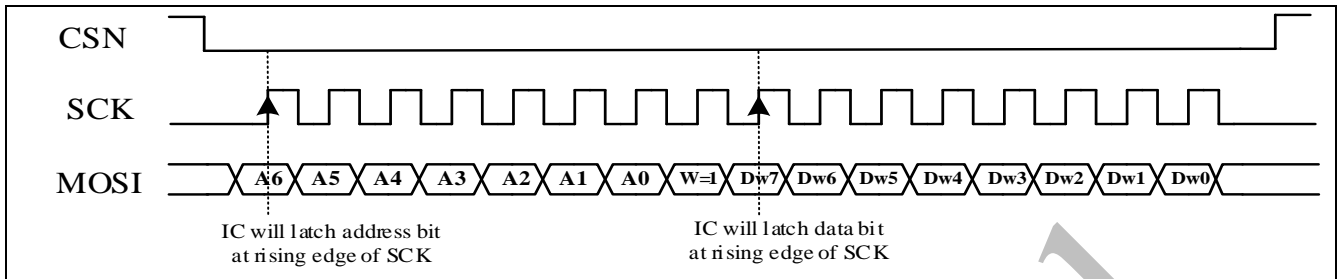 CSN
SCK
MOSI A6 A5 A4 A3 A2 A1 A0 W=1 Dw7 Dw6 Dw5 Dw4 Dw3 Dw2 Dw1 Dw0
IC will latch address bit
at rising edge of SCK
IC will latch data bit
at rising edge of SCK